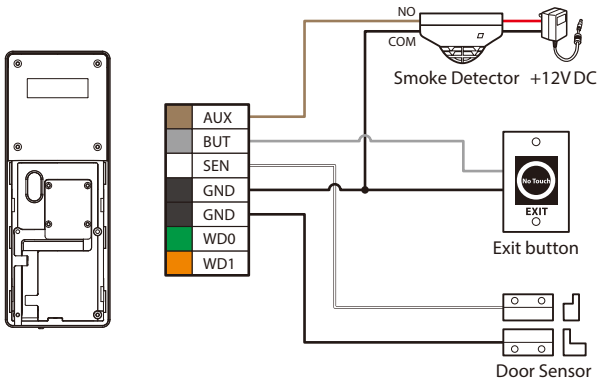 NO
COM
Smoke Detector
+12V DC
AUX
BUT
SEN
GND
GND
WD0
WD1
No Touch
EXIT
Exit button
Door Sensor